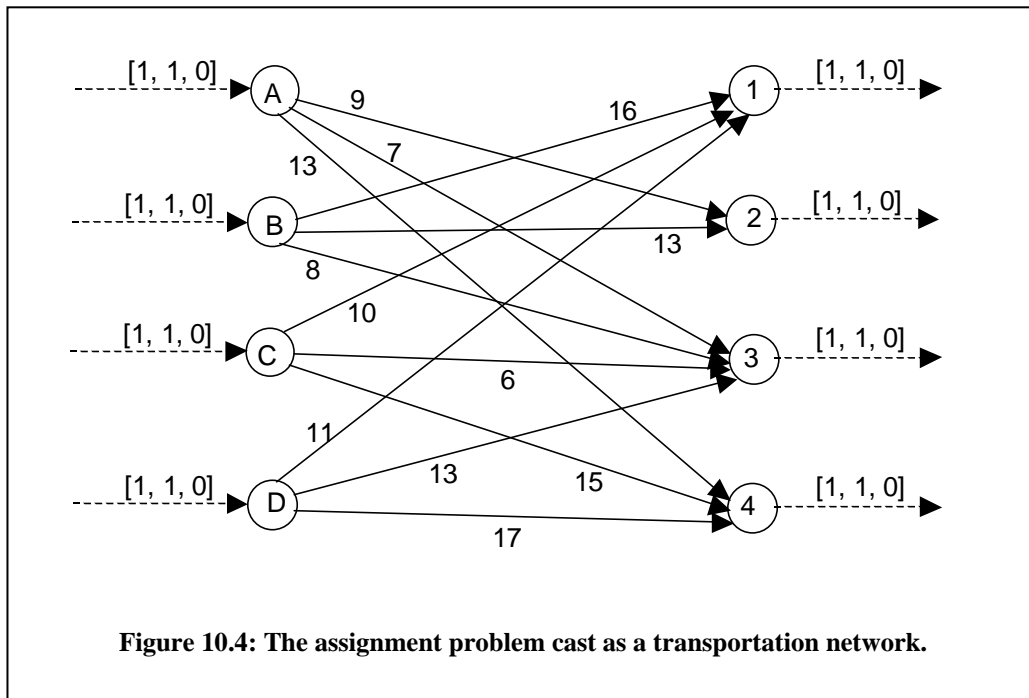 [1, 1, 0] A 9 16 1 [1, 1, 0]
13 7
[1, 1, 0] B 13 2 [1, 1, 0]
8
10
[1, 1, 0] C 6 3 [1, 1, 0]
11 13 15
[1, 1, 0] D 17 4 [1, 1, 0]
Figure 10.4: The assignment problem cast as a transportation network.